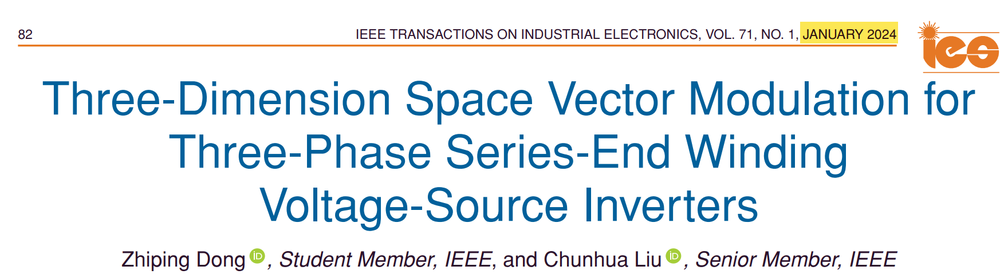 82
IEEE TRANSACTIONS ON INDUSTRIAL ELECTRONICS, VOL. 71, NO. 1, JANUARY 2024
ies
Three-Dimension Space Vector Modulation for
Three-Phase Series-End Winding
Voltage-Source Inverters
Zhiping Dong iD, Student Member, IEEE, and Chunhua Liu iD, Senior Member, IEEE